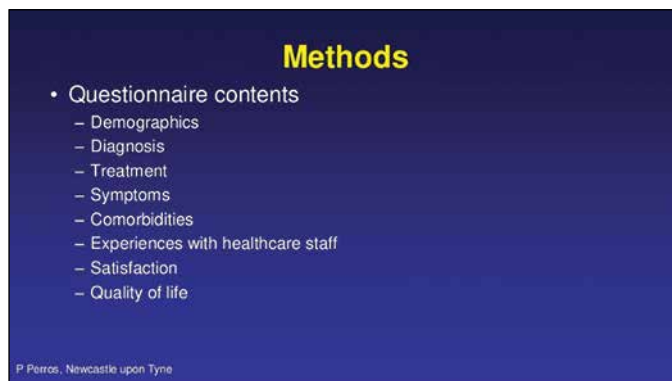 Methods
• Questionnaire contents
– Demographics
– Diagnosis
– Treatment
– Symptoms
– Comorbidities
– Experiences with healthcare staff
– Satisfaction
– Quality of life
P Perros, Newcastle upon Tyne